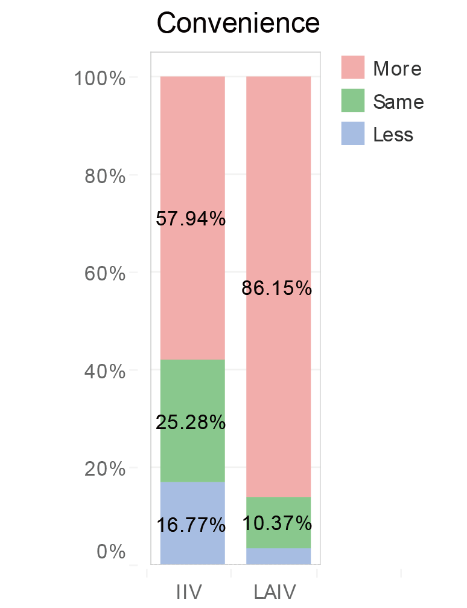 Convenience
More
Same
Less
100%
80%
60%
40%
20%
0%
57.94%
86.15%
25.28%
16.77%
10.37%
IIV
LAIV